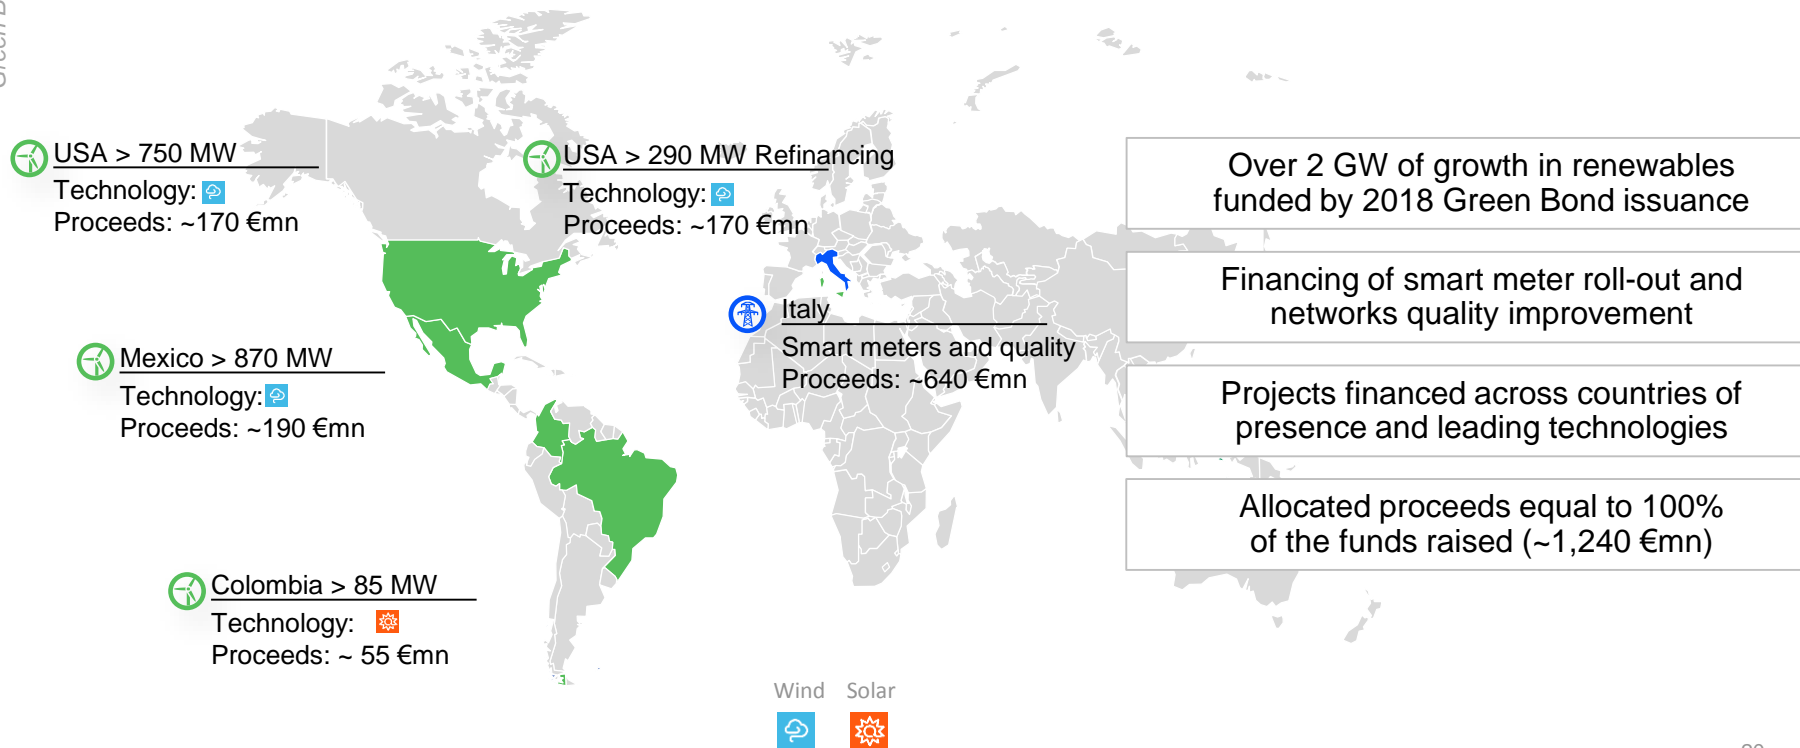 USA > 750 MW
Technology:
Proceeds: ~170 €mn
USA > 290 MW Refinancing
Technology:
Proceeds: ~170 €mn
Mexico > 870 MW
Technology:
Proceeds: ~190 €mn
Italy
Smart meters and quality
Proceeds: ~640 €mn
Colombia > 85 MW
Technology:
Proceeds: ~ 55 €mn
Over 2 GW of growth in renewables
funded by 2018 Green Bond issuance
Financing of smart meter roll-out and
networks quality improvement
Projects financed across countries of
presence and leading technologies
Allocated proceeds equal to 100%
of the funds raised (~1,240 €mn)
Wind Solar